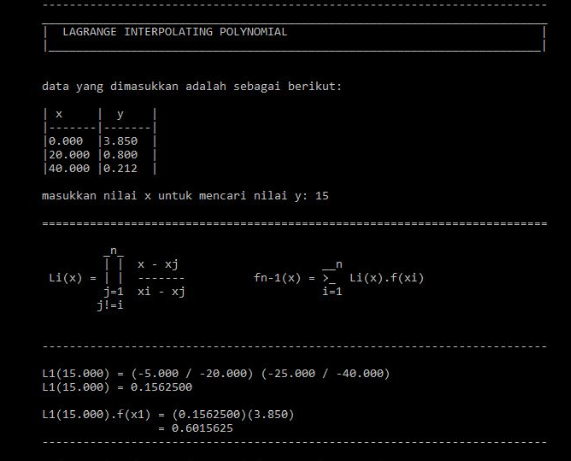 LAGRANGE INTERPOLATING POLYNOMIAL
data yang dimasukkan adalah sebagai berikut:
| x | y |
|-------|-------|
|0.000 |3.850 |
|20.000 |0.800 |
|40.000 |0.212 |
masukkan nilai x untuk mencari nilai y: 15
_n_
| | x - xj __n
Li(x) = | | ------- fn-1(x) = >_ Li(x).f(xi)
j=1 xi - xj i=1
j!=i
L1(15.000) = (-5.000 / -20.000) (-25.000 / -40.000)
L1(15.000) = 0.1562500
L1(15.000).f(x1) = (0.1562500)(3.850)
= 0.6015625